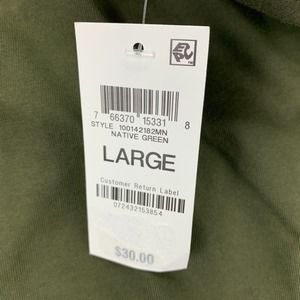 7 66370 15331 8
STYLE 100142182MN
NATIVE GREEN
LARGE
Customer Return Label
072432153854
$30.00